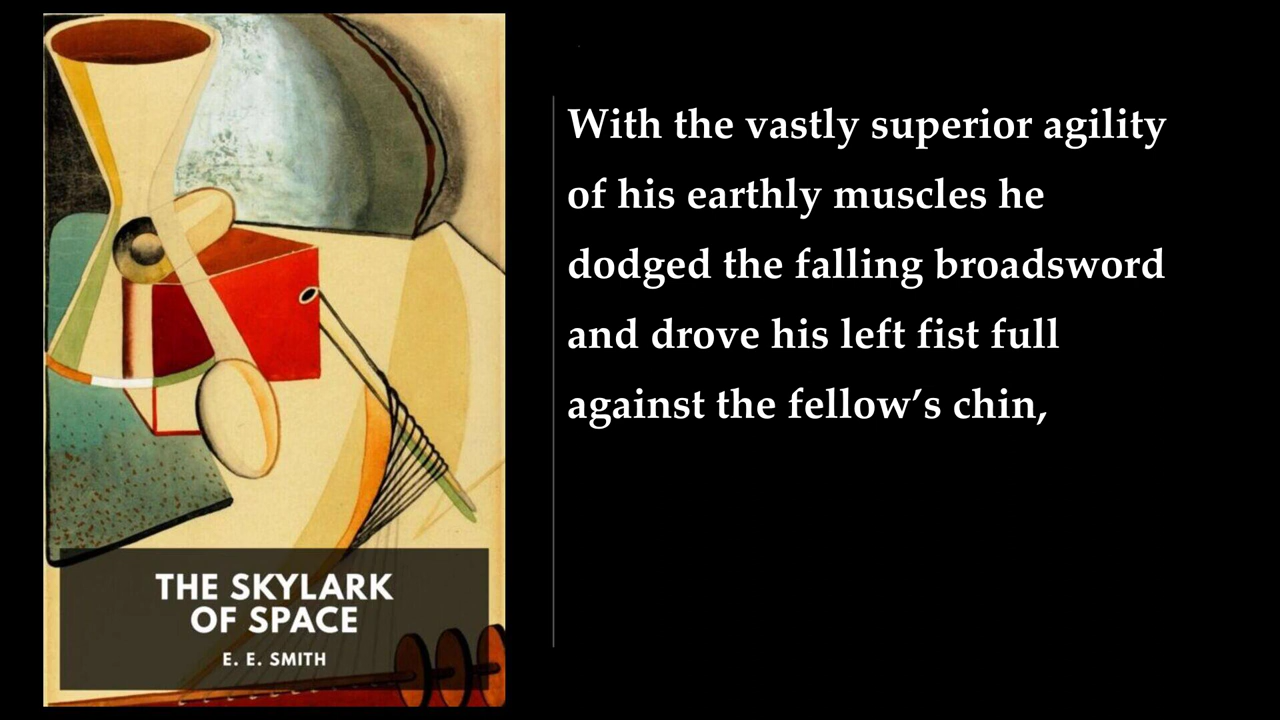 THE SKYLARK
OF SPACE
E. E. SMITH
With the vastly superior agility
of his earthly muscles he
dodged the falling broadsword
and drove his left fist full
against the fellow’s chin,